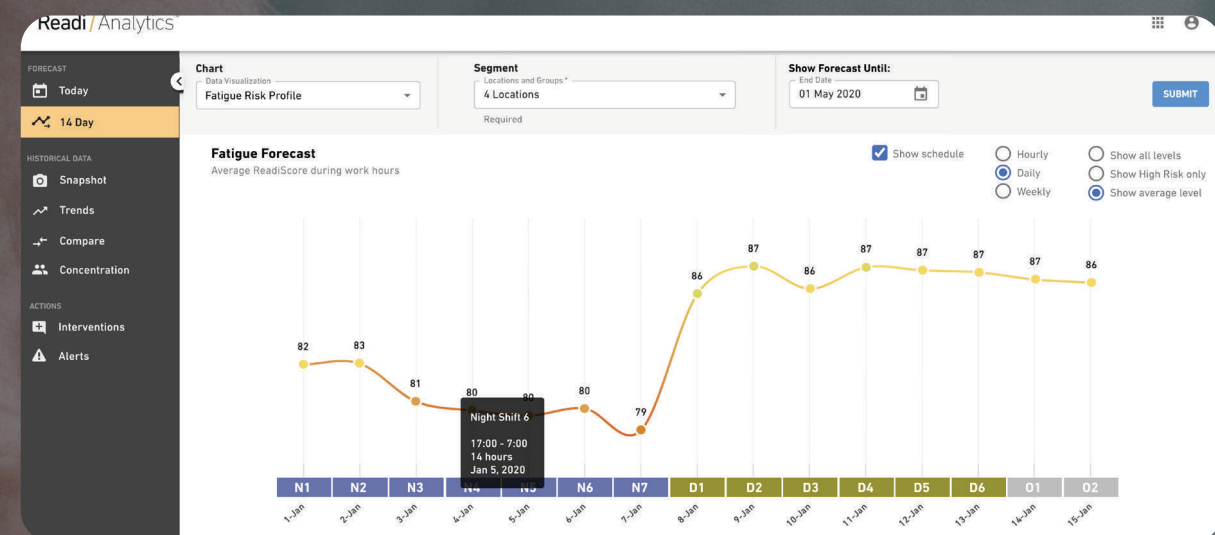 Readi / Analytics
FORECAST
Today
14 Day
HISTORICAL DATA
Snapshot
Trends
Compare
Concentration
ACTIONS
Interventions
Alerts
Chart
Data Visualization
Fatigue Risk Profile
Segment
Locations and Groups *
4 Locations
Required
Show Forecast Until:
End Date
01 May 2020
SUBMIT
Fatigue Forecast
Average ReadiScore during work hours
Show schedule
Hourly
Daily
Weekly
Show all levels
Show High Risk only
Show average level
82 83 81 80 80 80 79 86 87 86 87 87 87 87 86
Night Shift 6
17:00 - 7:00
14 hours
Jan 5, 2020
N1 N2 N3 N4 N5 N6 N7 D1 D2 D3 D4 D5 D6 O1 O2
1-Jan 2-Jan 3-Jan 4-Jan 5-Jan 6-Jan 7-Jan 8-Jan 9-Jan 10-Jan 11-Jan 12-Jan 13-Jan 14-Jan 15-Jan